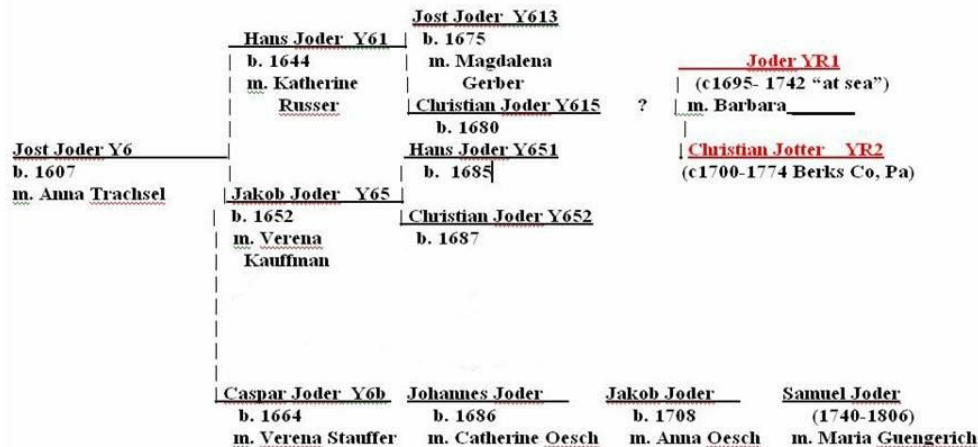 Jost Joder Y613
Hans Joder Y61
b. 1675
b. 1644
m. Magdalena
Joder YR1
m. Katherine
Gerber
(c1695- 1742 “at sea”)
Russer
Christian Joder Y615
?
m. Barbara_______
b. 1680
Jost Joder Y6
Hans Joder Y651
Christian Jotter YR2
b. 1607
b. 1685
(c1700-1774 Berks Co, Pa)
m. Anna Trachsel
Jakob Joder Y65
b. 1652
Christian Joder Y652
m. Verena
b. 1687
Kauffman
Caspar Joder Y6b
Johannes Joder
Jakob Joder
Samuel Joder
b. 1664
b. 1686
b. 1708
(1740-1806)
m. Verena Stauffer
m. Catherine Oesch
m. Anna Oesch
m. Maria Guengerich